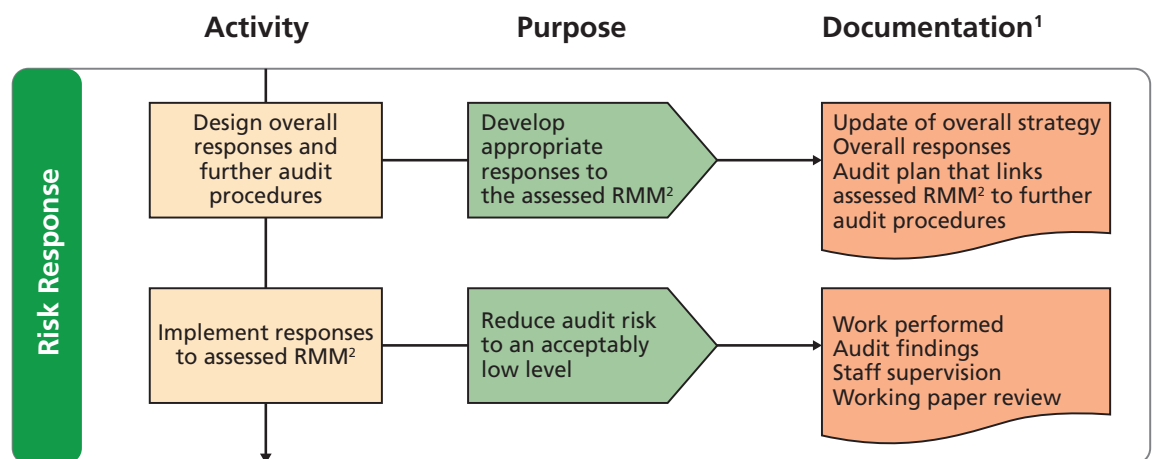 Activity
Purpose
Documentation¹
Risk Response
Design overall
responses and
further audit
procedures
Develop
appropriate
responses to
the assessed RMM²
Update of overall strategy
Overall responses
Audit plan that links
assessed RMM² to further
audit procedures
Implement responses
to assessed RMM²
Reduce audit risk
to an acceptably
low level
Work performed
Audit findings
Staff supervision
Working paper review